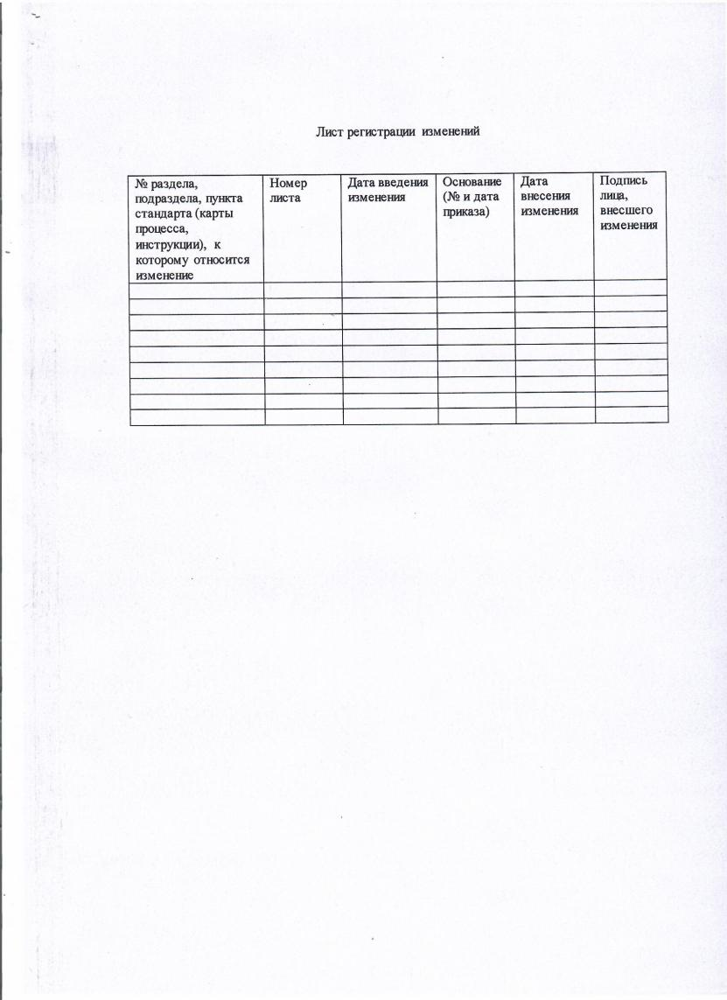 Лист регистрации изменений
№ раздела,
подраздела, пункта
стандарта (карты
процесса,
инструкции), к
которому относится
изменение
Номер
листа
Дата введения
изменения
Основание
(№ и дата
приказа)
Дата
внесения
изменения
Подпись
лица,
внесшего
изменения